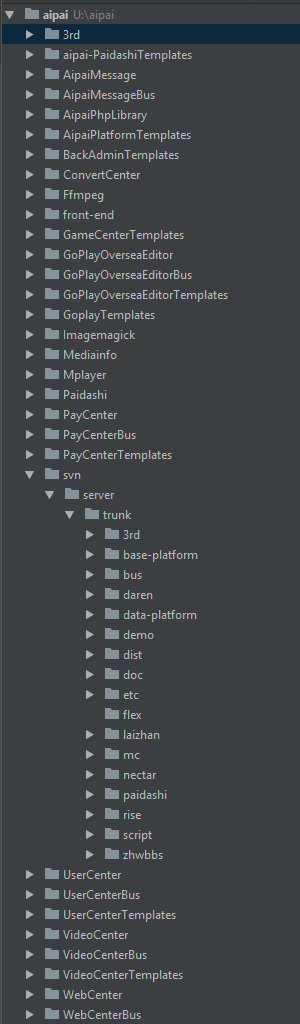 aipai U:\aipai
3rd
aipai-PaidashiTemplates
AipaiMessage
AipaiMessageBus
AipaiPhpLibrary
AipaiPlatformTemplates
BackAdminTemplates
ConvertCenter
Ffmpeg
front-end
GameCenterTemplates
GoPlayOverseaEditor
GoPlayOverseaEditorBus
GoPlayOverseaEditorTemplates
GoplayTemplates
Imagemagick
Mediainfo
Mplayer
Paidashi
PayCenter
PayCenterBus
PayCenterTemplates
svn
server
trunk
3rd
base-platform
bus
daren
data-platform
demo
dist
doc
etc
flex
laizhan
mc
nectar
paidashi
rise
script
zhwbbs
UserCenter
UserCenterBus
UserCenterTemplates
VideoCenter
VideoCenterBus
VideoCenterTemplates
WebCenter
WebCenterBus